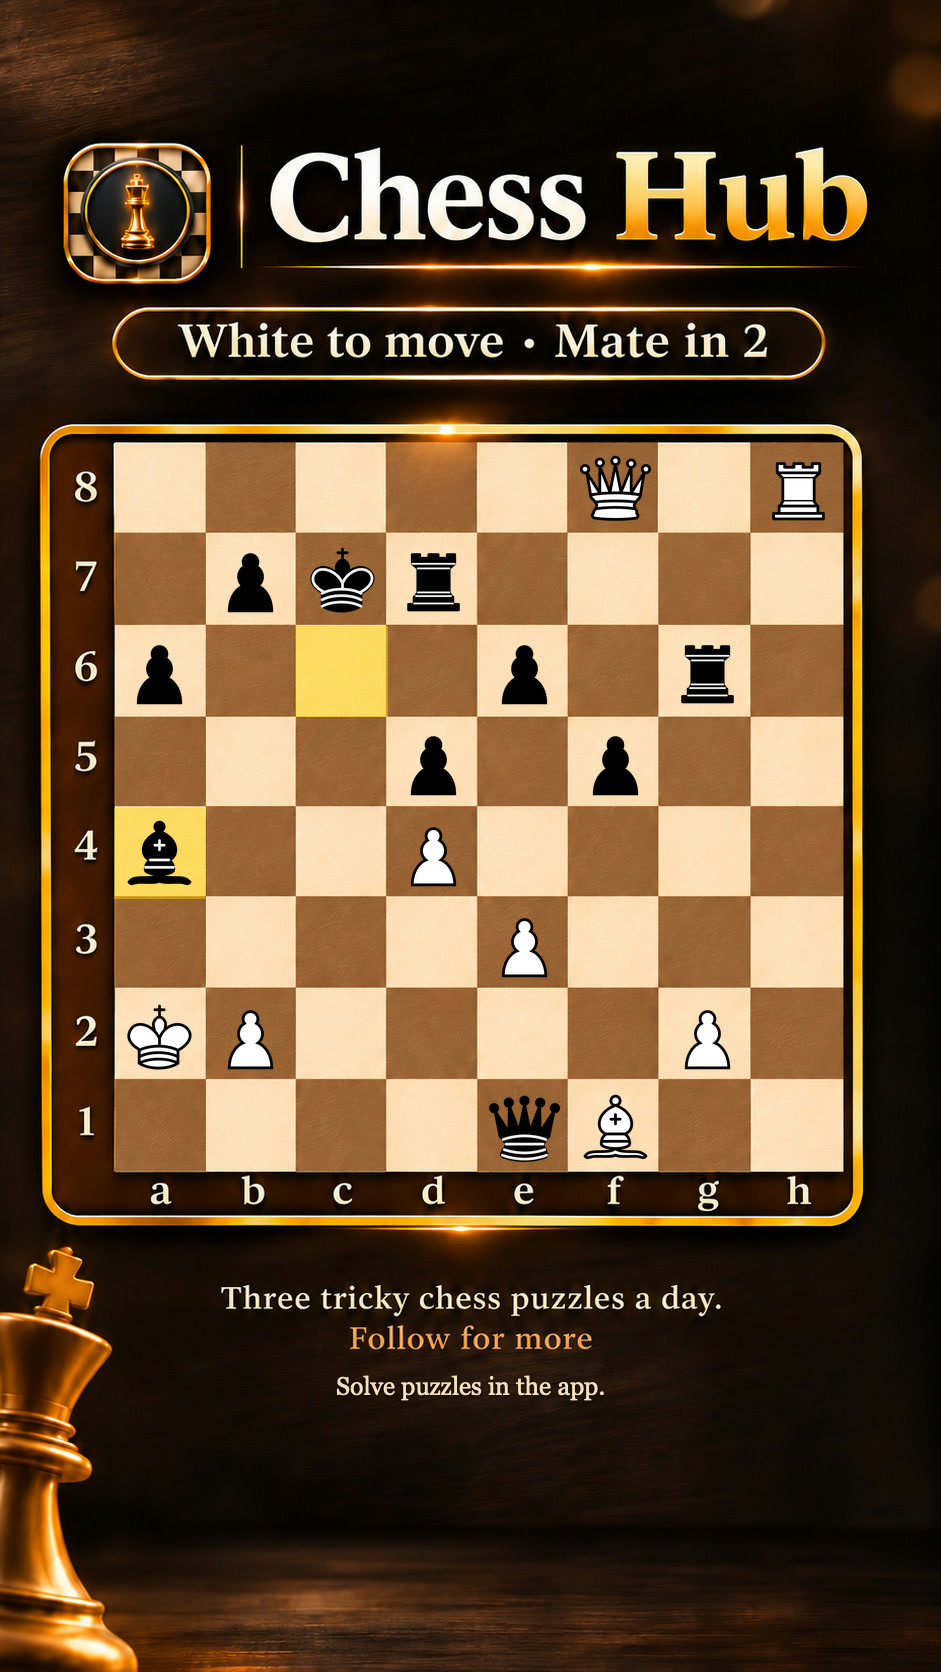 Chess Hub
White to move • Mate in 2
8
7
6
5
4
3
2
1
a b c d e f g h
Three tricky chess puzzles a day.
Follow for more
Solve puzzles in the app.